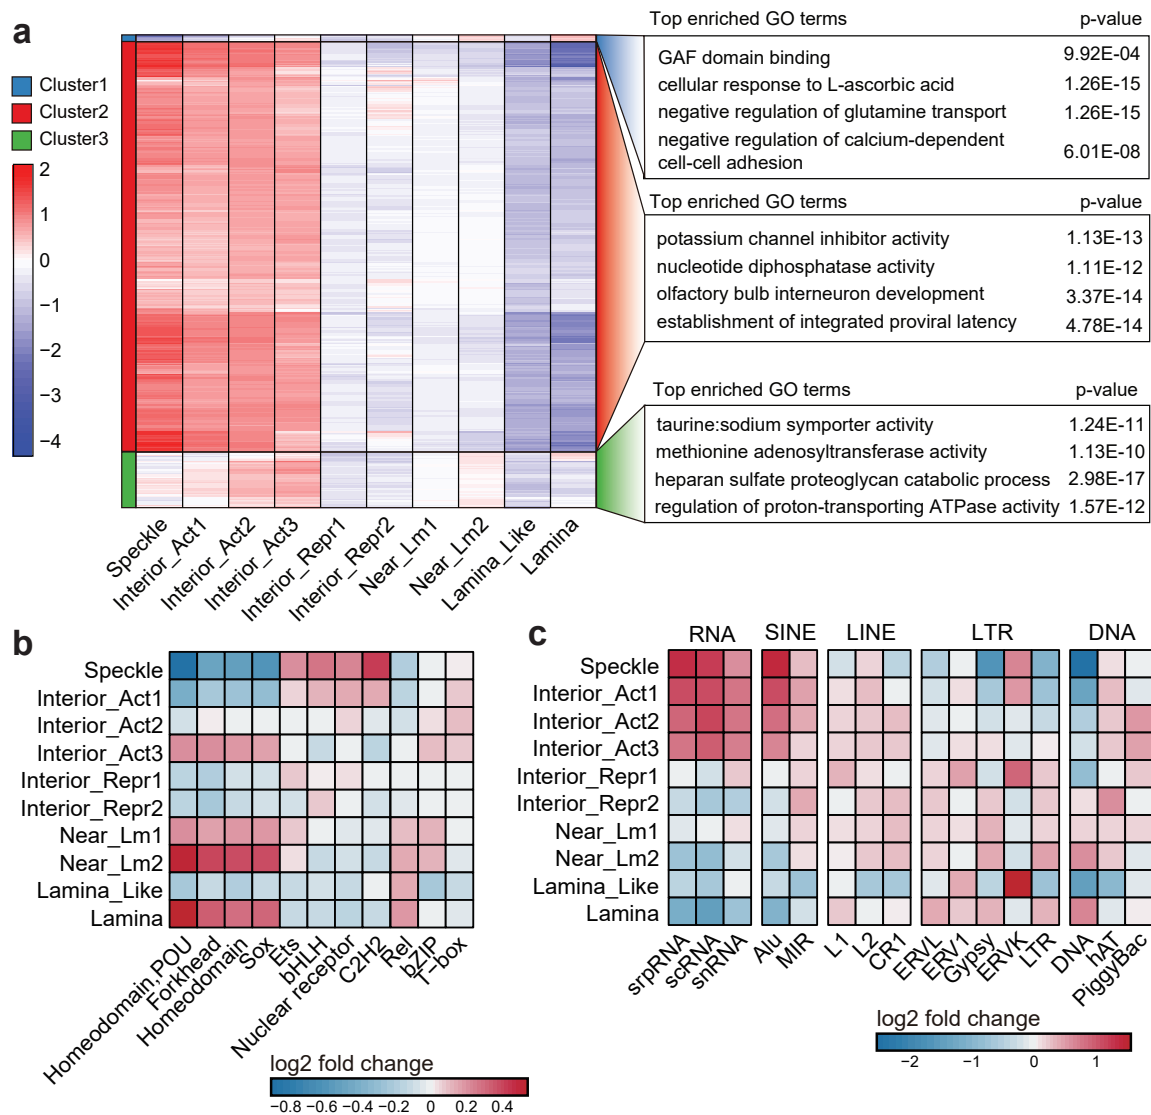 a
Cluster1
Cluster2
Cluster3
2
1
0
−1
−2
−3
−4
Speckle
Interior_Act1
Interior_Act2
Interior_Act3
Interior_Repr1
Interior_Repr2
Near_Lm1
Near_Lm2
Lamina_Like
Lamina
Top enriched GO terms p-value
GAF domain binding 9.92E-04
cellular response to L-ascorbic acid 1.26E-15
negative regulation of glutamine transport 1.26E-15
negative regulation of calcium-dependent
cell-cell adhesion 6.01E-08
Top enriched GO terms p-value
potassium channel inhibitor activity 1.13E-13
nucleotide diphosphatase activity 1.11E-12
olfactory bulb interneuron development 3.37E-14
establishment of integrated proviral latency 4.78E-14
Top enriched GO terms p-value
taurine:sodium symporter activity 1.24E-11
methionine adenosyltransferase activity 1.13E-10
heparan sulfate proteoglycan catabolic process 2.98E-17
regulation of proton-transporting ATPase activity 1.57E-12
b
Speckle
Interior_Act1
Interior_Act2
Interior_Act3
Interior_Repr1
Interior_Repr2
Near_Lm1
Near_Lm2
Lamina_Like
Lamina
Homeodomain,POU
Forkhead
Homeodomain
Sox
Ets
bHLH
Nuclear receptor
C2H2
Rel
bZIP
T−box
log2 fold change
−0.8 −0.6 −0.4 −0.2 0 0.2 0.4
c
RNA SINE LINE LTR DNA
Speckle
Interior_Act1
Interior_Act2
Interior_Act3
Interior_Repr1
Interior_Repr2
Near_Lm1
Near_Lm2
Lamina_Like
Lamina
srpRNA
scRNA
snRNA
Alu
MIR
L1
L2
CR1
ERVL
ERV1
Gypsy
ERVK
LTR
DNA
hAT
PiggyBac
log2 fold change
−2 −1 0 1